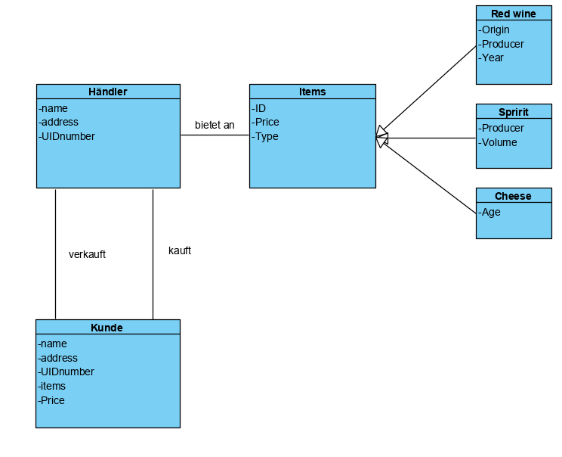 Red wine
-Origin
-Producer
-Year
Händler
-name
-address
-UIDnumber
bietet an
Items
-ID
-Price
-Type
Spririt
-Producer
-Volume
Cheese
-Age
verkauft
kauft
Kunde
-name
-address
-UIDnumber
-items
-Price